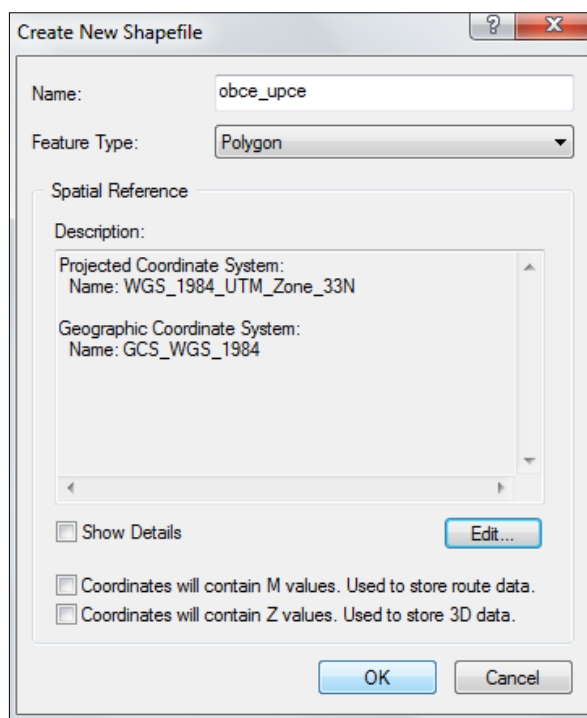 Create New Shapefile
Name:
obce_upce
Feature Type:
Polygon
Spatial Reference
Description:
Projected Coordinate System:
Name: WGS_1984_UTM_Zone_33N
Geographic Coordinate System:
Name: GCS_WGS_1984
Show Details
Edit...
Coordinates will contain M values. Used to store route data.
Coordinates will contain Z values. Used to store 3D data.
OK
Cancel